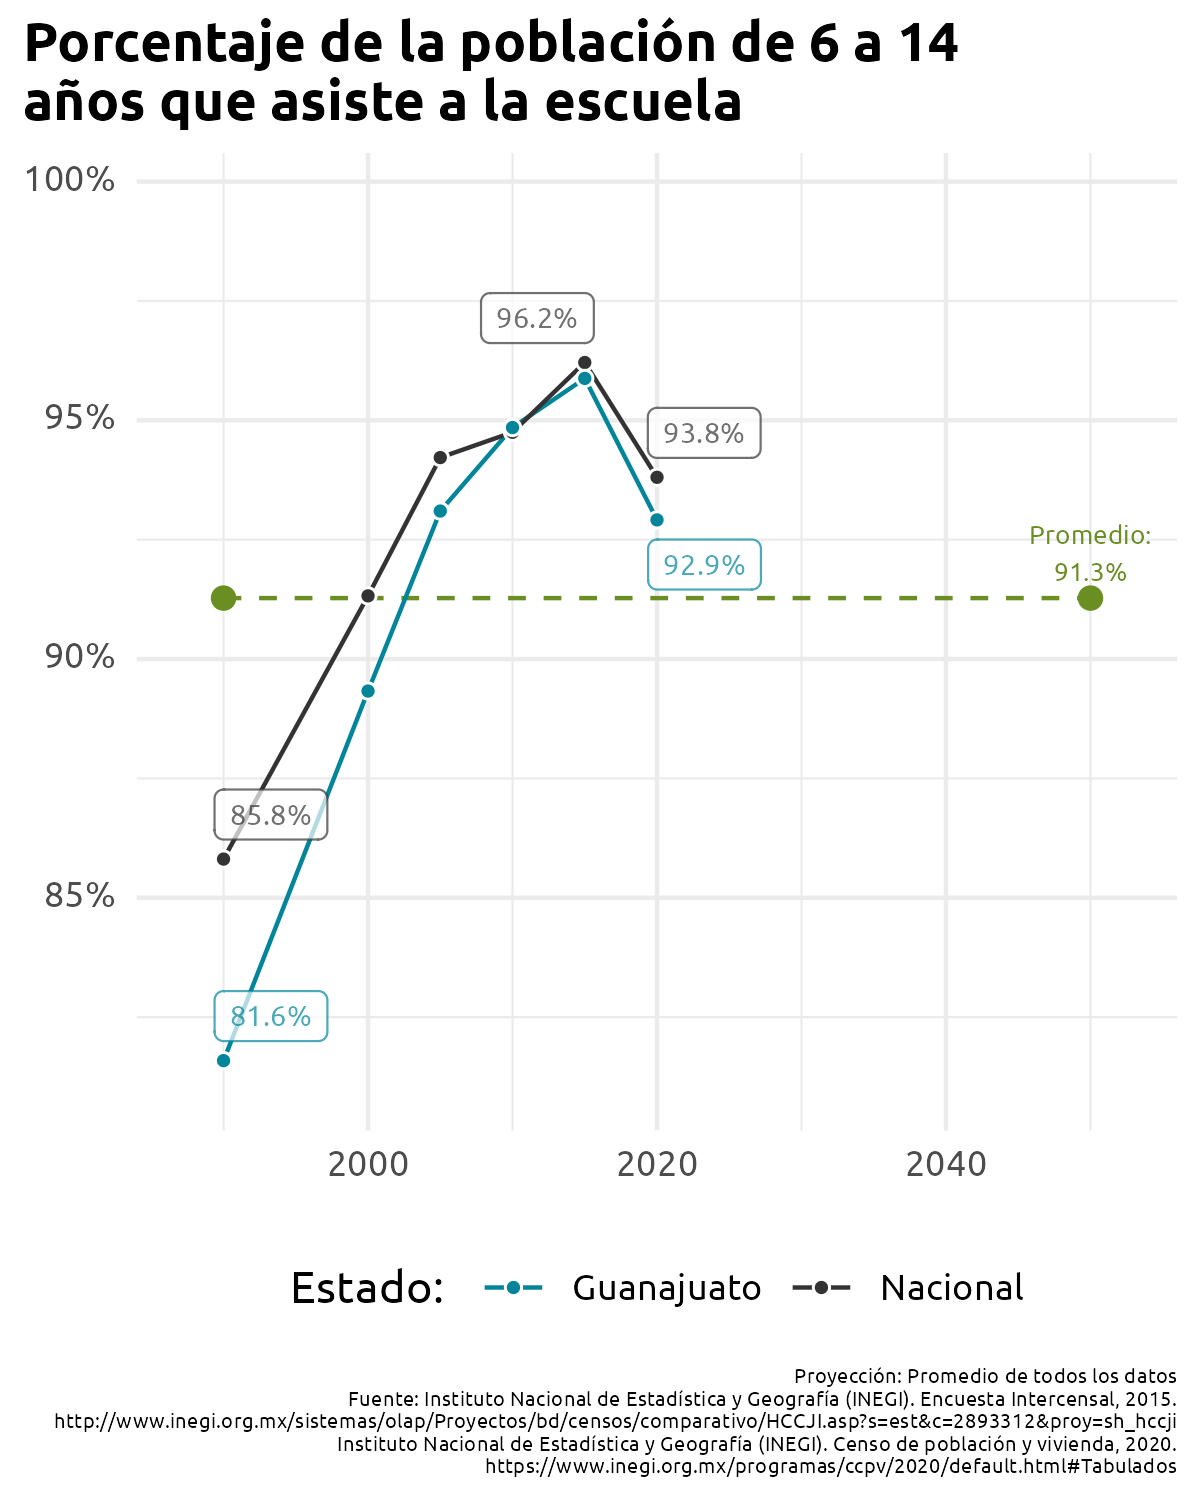 Porcentaje de la población de 6 a 14
años que asiste a la escuela
100%
96.2%
95%
93.8%
Promedio:
92.9%
91.3%
90%
85.8%
85%
81.6%
2000 2020 2040
Estado: Guanajuato Nacional
Proyección: Promedio de todos los datos
Fuente: Instituto Nacional de Estadística y Geografía (INEGI). Encuesta Intercensal, 2015.
http://www.inegi.org.mx/sistemas/olap/Proyectos/bd/censos/comparativo/HCCJI.asp?s=est&c=2893312&proy=sh_hccji
Instituto Nacional de Estadística y Geografía (INEGI). Censo de población y vivienda, 2020.
https://www.inegi.org.mx/programas/ccpv/2020/default.html#Tabulados